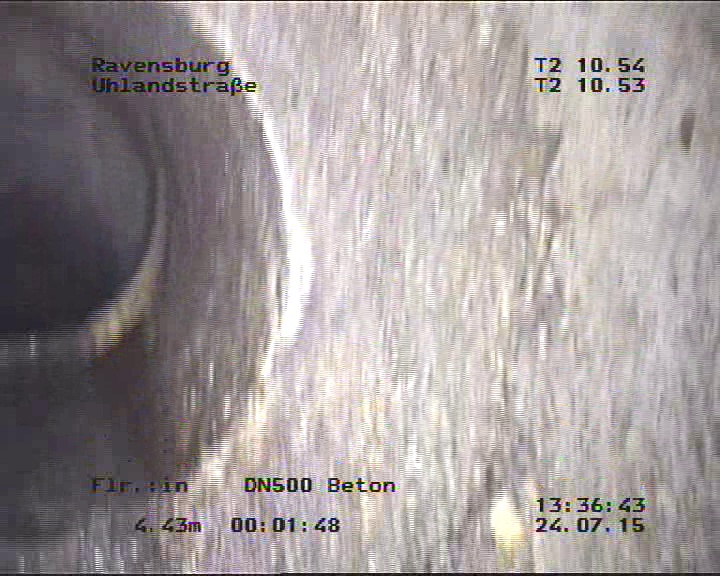 Ravensburg
Uhlandstraße
T2 10.54
T2 10.53
Flr.:in DN500 Beton
4.43m 00:01:48
13:36:43
24.07.15